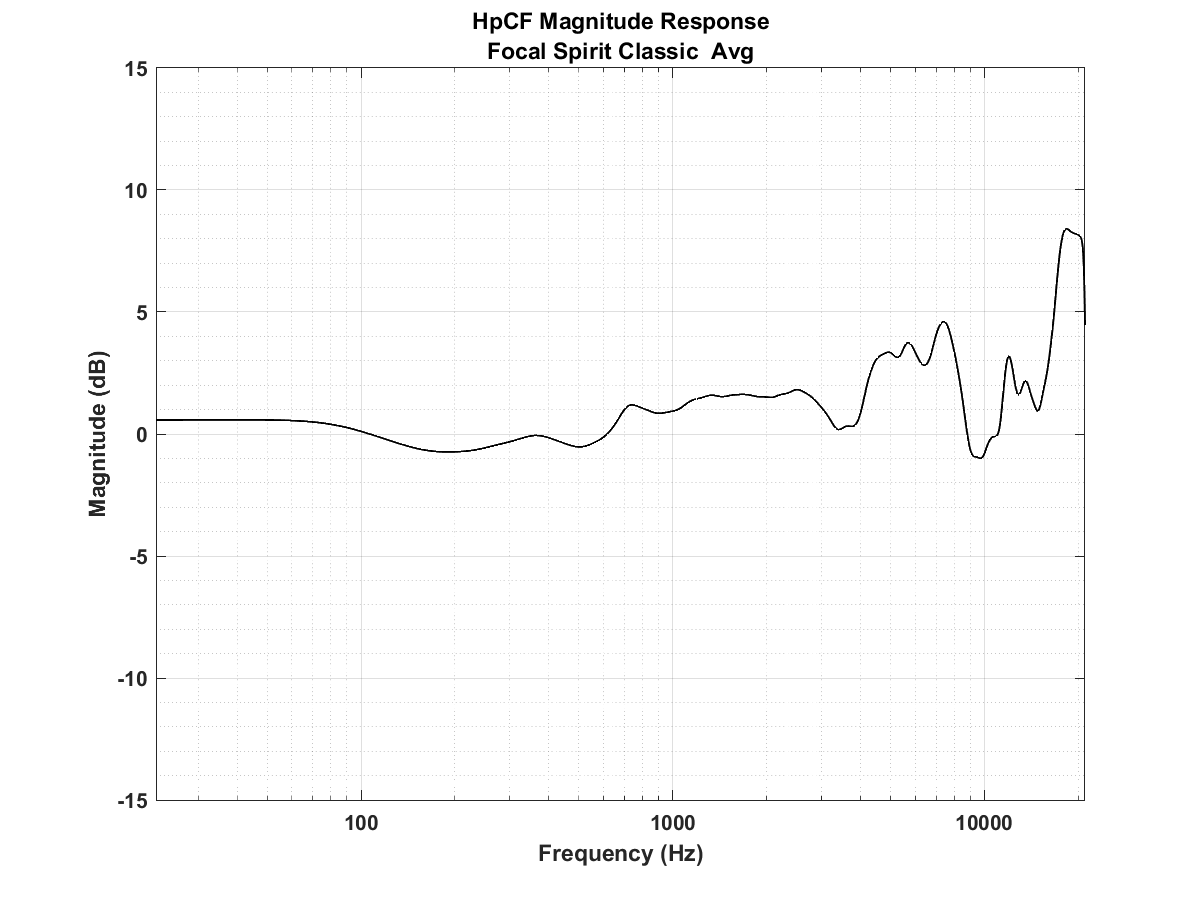 HpCF Magnitude Response
Focal Spirit Classic  Avg
15
10
5
0
-5
-10
-15
Magnitude (dB)
100
1000
10000
Frequency (Hz)